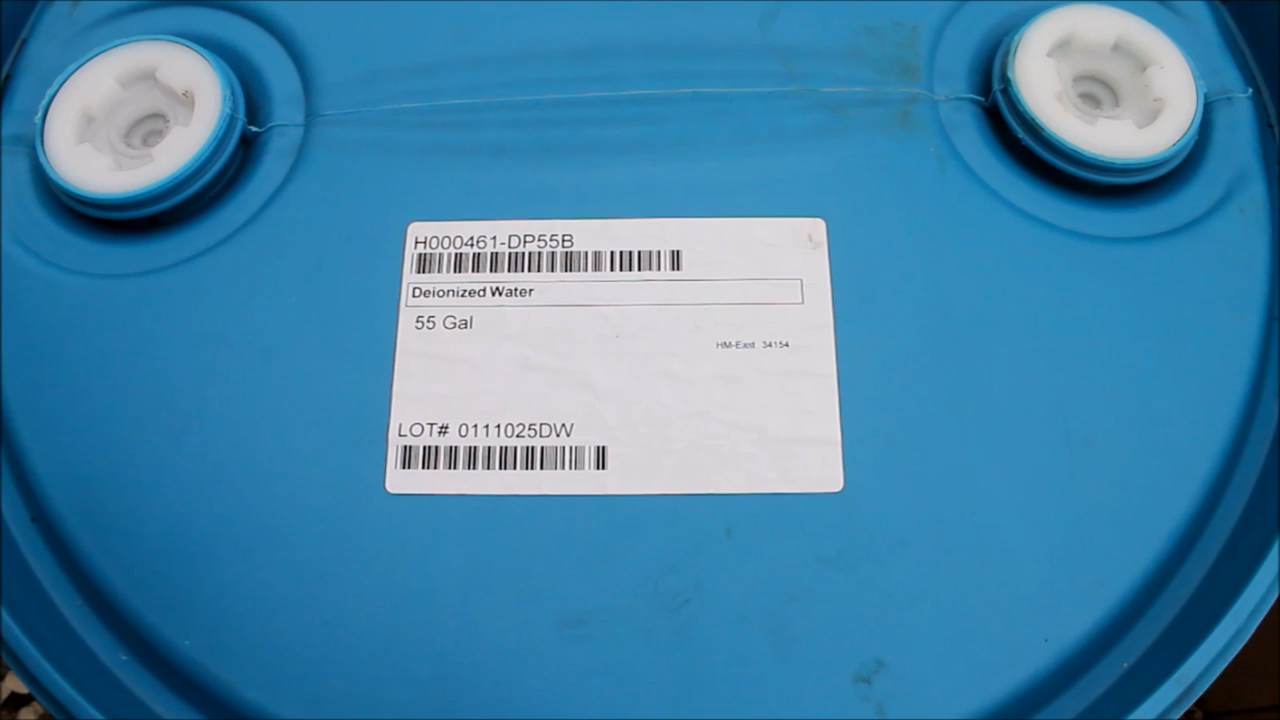 H000461-DP55B
Deionized Water
55 Gal
HM-East 34154
LOT# 0111025DW